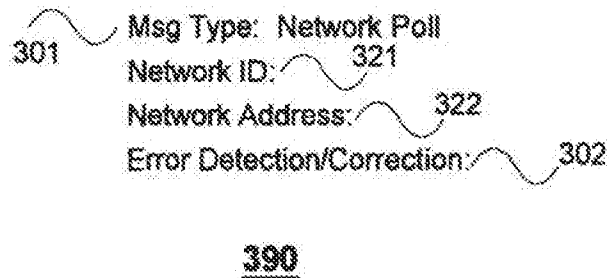 301 Msg Type: Network Poll
Network ID: 321
Network Address: 322
Error Detection/Correction: 302
390